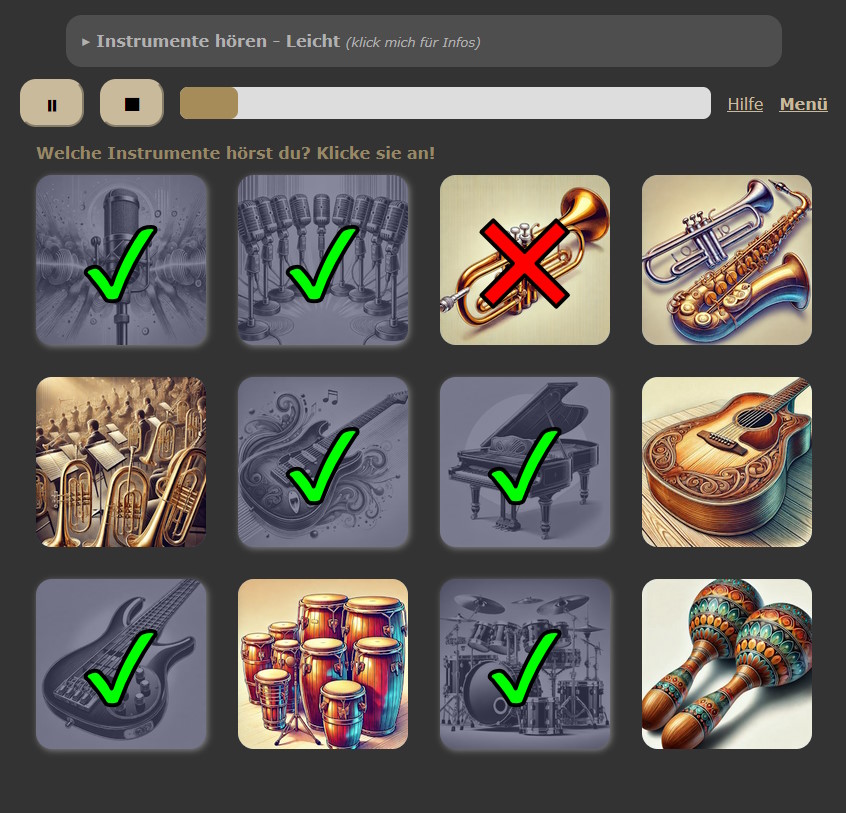 ▸ Instrumente hören - Leicht (klick mich für Infos)
Hilfe Menü
Welche Instrumente hörst du? Klicke sie an!